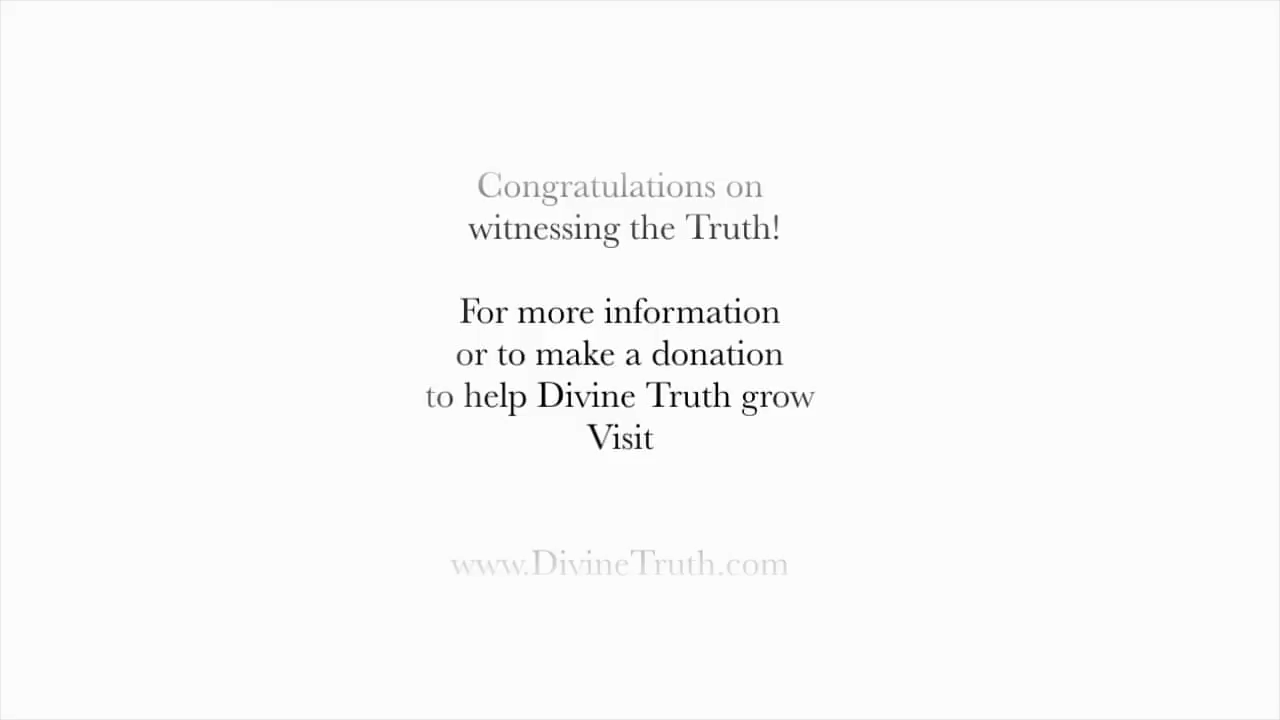 Congratulations on
witnessing the Truth!
For more information
or to make a donation
to help Divine Truth grow
Visit
www.DivineTruth.com